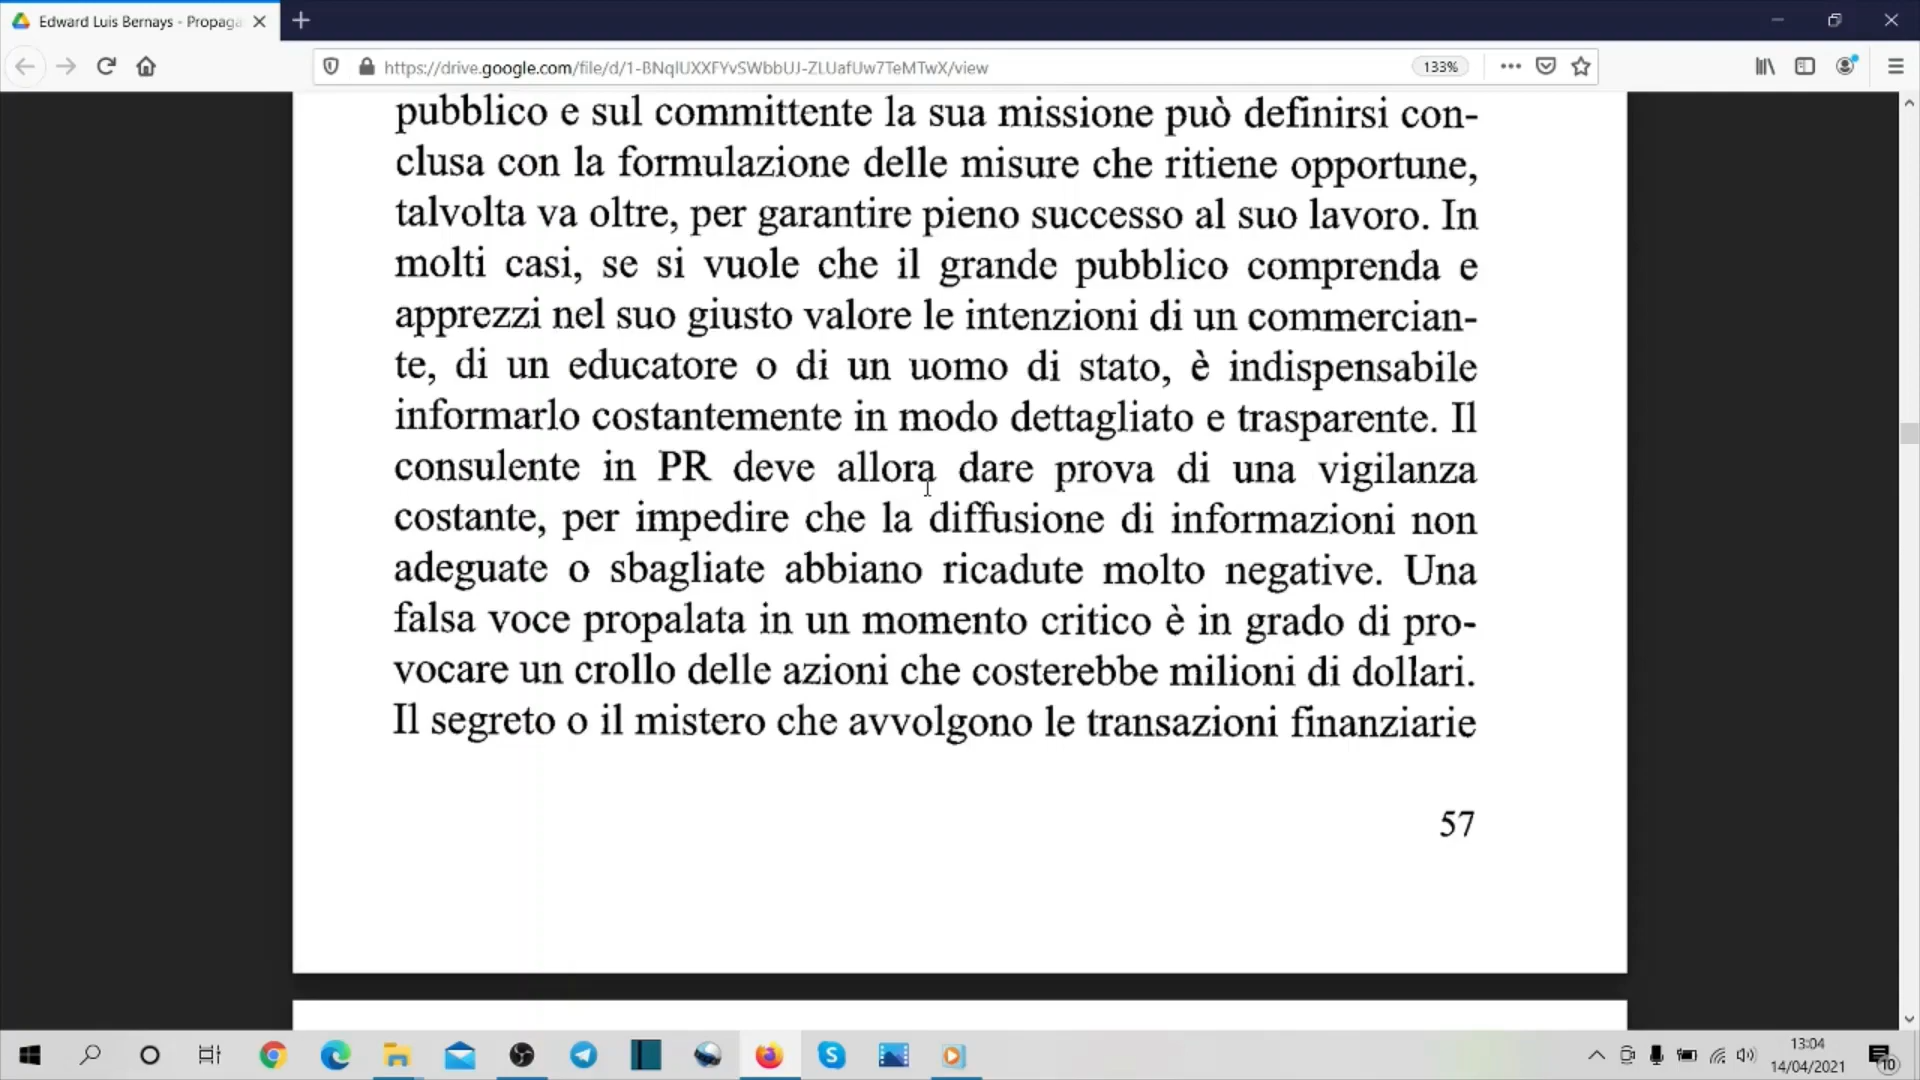 Edward Luis Bernays - Propaga
https://drive.google.com/file/d/1-BNqlUXXFYvSWbbUJ-ZLUafUw7TeMTwX/view
133%
pubblico e sul committente la sua missione può definirsi con-
clusa con la formulazione delle misure che ritiene opportune,
talvolta va oltre, per garantire pieno successo al suo lavoro. In
molti casi, se si vuole che il grande pubblico comprenda e
apprezzi nel suo giusto valore le intenzioni di un commercian-
te, di un educatore o di un uomo di stato, è indispensabile
informarlo costantemente in modo dettagliato e trasparente. Il
consulente in PR deve allora dare prova di una vigilanza
costante, per impedire che la diffusione di informazioni non
adeguate o sbagliate abbiano ricadute molto negative. Una
falsa voce propalata in un momento critico è in grado di pro-
vocare un crollo delle azioni che costerebbe milioni di dollari.
Il segreto o il mistero che avvolgono le transazioni finanziarie
57
13:04
14/04/2021
10